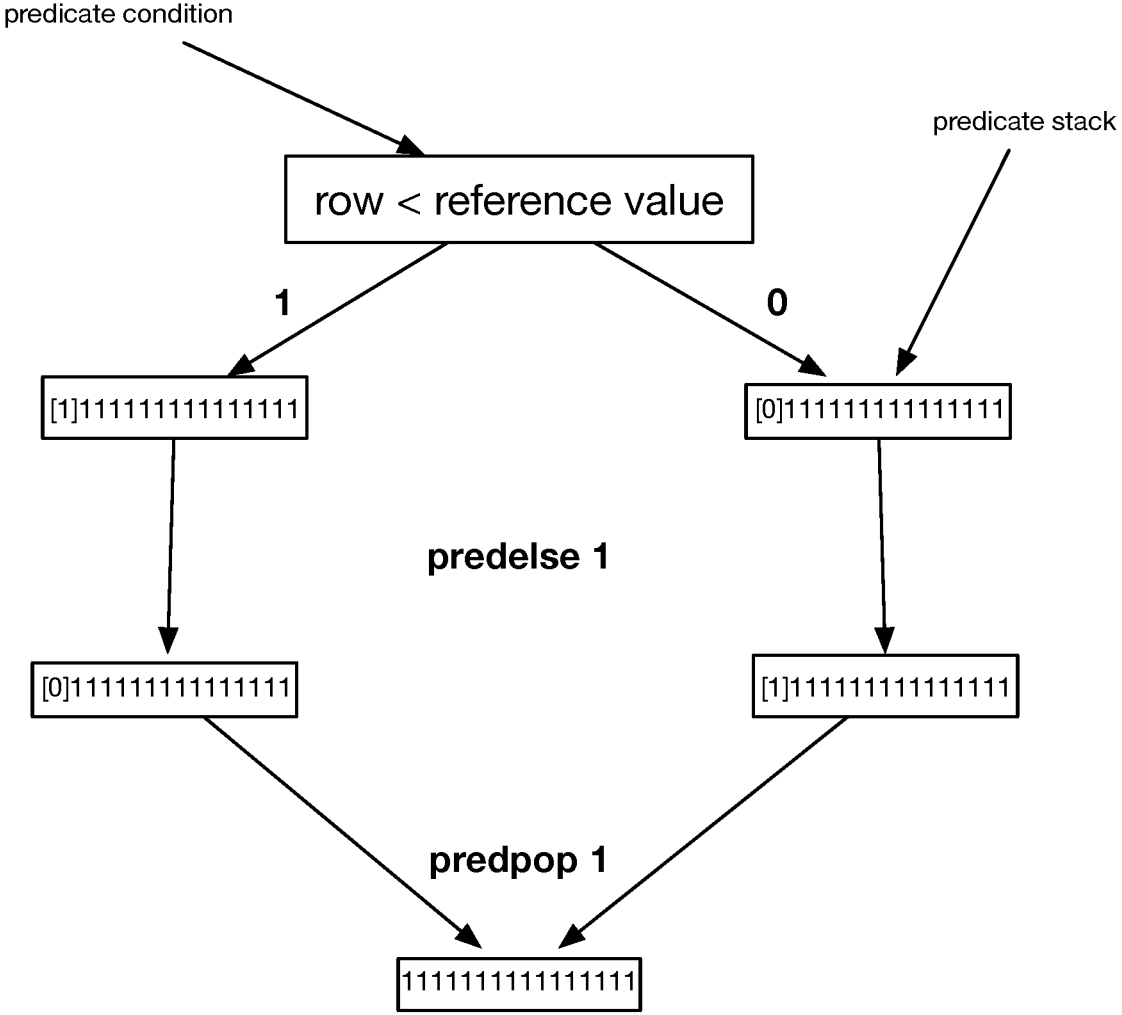 predicate condition
predicate stack
row < reference value
1
0
[1]111111111111111
[0]111111111111111
predelse 1
[0]111111111111111
[1]111111111111111
predpop 1
1111111111111111